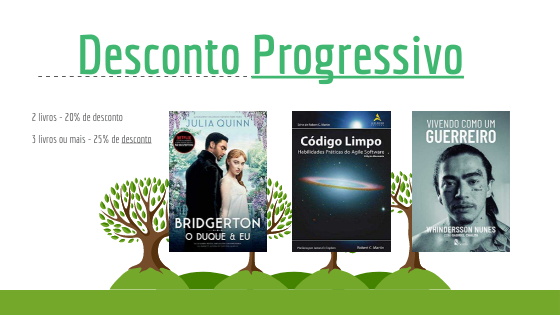 Desconto Progressivo
2 livros - 20% de desconto
3 livros ou mais - 25% de desconto
JULIA QUINN
NETFLIX
BRIDGERTON
O DUQUE & EU
Código Limpo
Habilidades Práticas do Agile Software
Robert C. Martin
VIVENDO COMO UM
GUERREIRO
WHINDERSSON NUNES